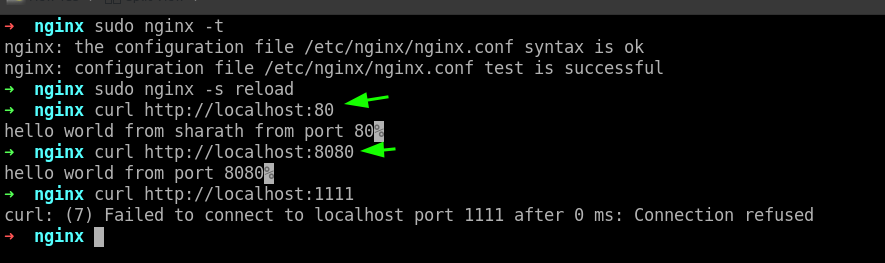 ➜ nginx sudo nginx -t
nginx: the configuration file /etc/nginx/nginx.conf syntax is ok
nginx: configuration file /etc/nginx/nginx.conf test is successful
➜ nginx sudo nginx -s reload
➜ nginx curl http://localhost:80
hello world from sharath from port 80%
➜ nginx curl http://localhost:8080
hello world from port 8080%
➜ nginx curl http://localhost:1111
curl: (7) Failed to connect to localhost port 1111 after 0 ms: Connection refused
➜ nginx